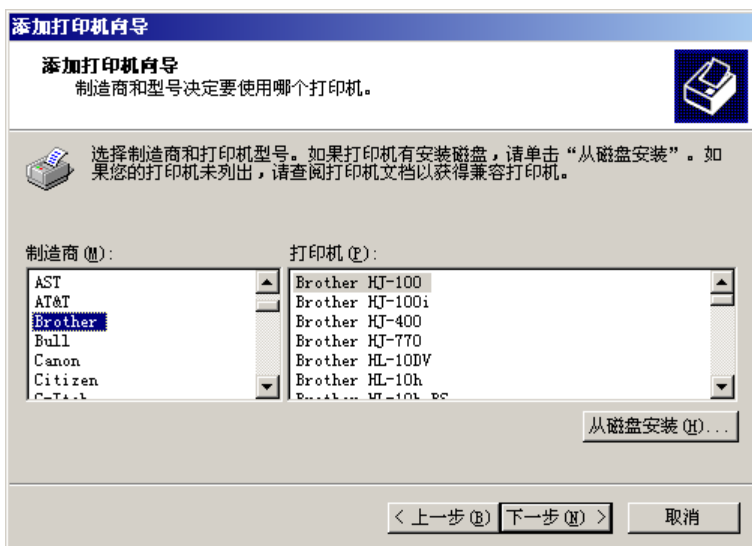 添加打印机向导
添加打印机向导
制造商和型号决定要使用哪个打印机。
选择制造商和打印机型号。如果打印机有安装磁盘，请单击“从磁盘安装”。如
果您的打印机未列出，请查阅打印机文档以获得兼容打印机。
制造商(M):
打印机(P):
AST
AT&T
Brother
Bull
Canon
Citizen
C-Itoh
Brother HJ-100
Brother HJ-100i
Brother HJ-400
Brother HJ-770
Brother HL-10DV
Brother HL-10h
Brother HL-10h PS
从磁盘安装(H)...
< 上一步(B)
下一步(N) >
取消